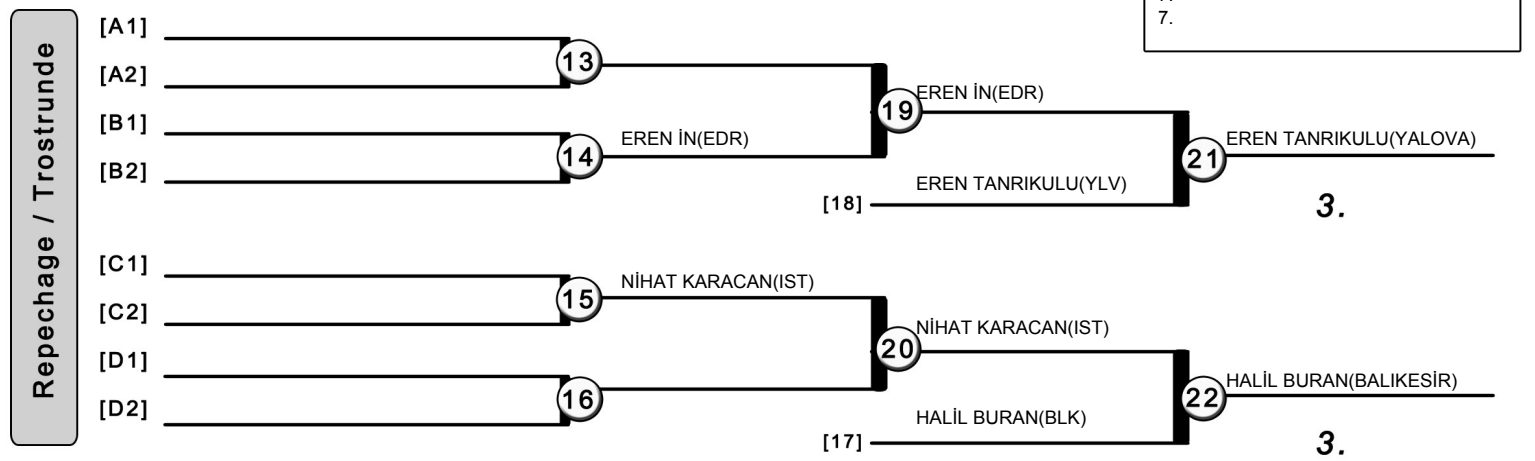 7.
Repechage / Trostrunde
[A1]
[A2]
13
[B1]
[B2]
14
EREN İN(EDR)
19
EREN İN(EDR)
[18]
EREN TANRIKULU(YLV)
21
EREN TANRIKULU(YALOVA)
3.
[C1]
[C2]
15
NİHAT KARACAN(IST)
[D1]
[D2]
16
20
NİHAT KARACAN(IST)
[17]
HALİL BURAN(BLK)
22
HALİL BURAN(BALIKESİR)
3.